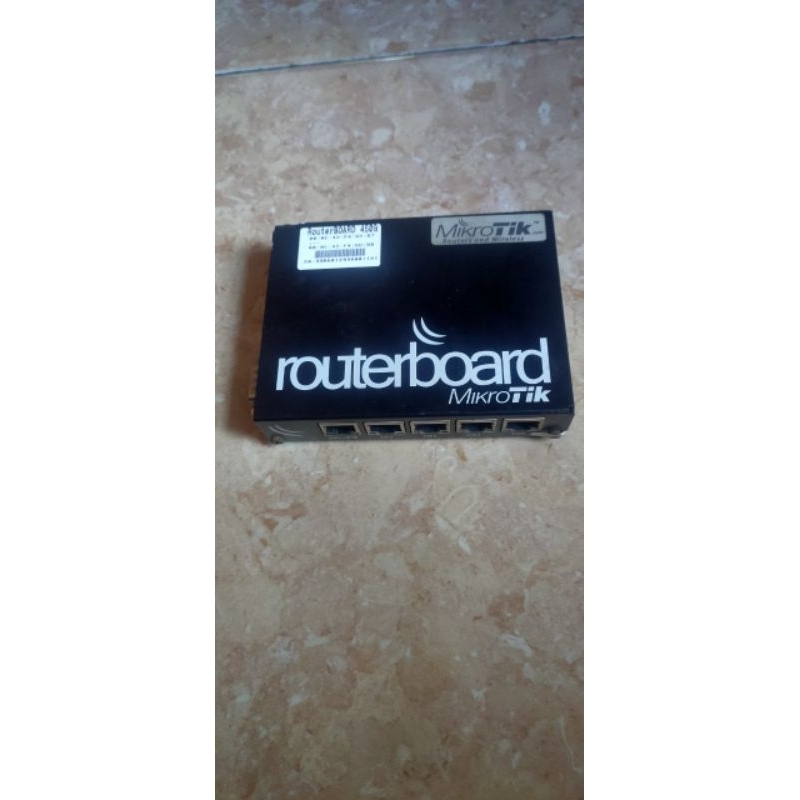 RouterBOARD 450G
MikroTik
Routers and Wireless
routerboard
MikroTik